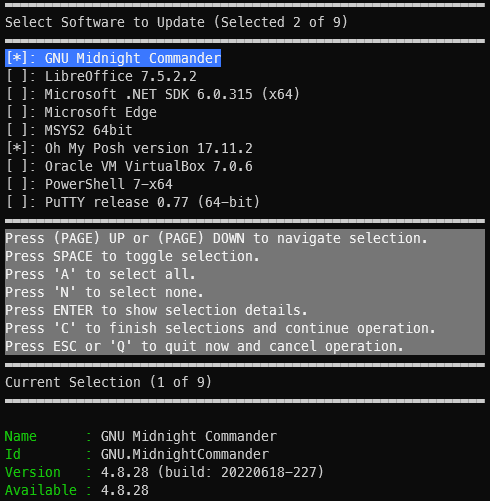 Select Software to Update (Selected 2 of 9)
[*]: GNU Midnight Commander
[ ]: LibreOffice 7.5.2.2
[ ]: Microsoft .NET SDK 6.0.315 (x64)
[ ]: Microsoft Edge
[ ]: MSYS2 64bit
[*]: Oh My Posh version 17.11.2
[ ]: Oracle VM VirtualBox 7.0.6
[ ]: PowerShell 7-x64
[ ]: PuTTY release 0.77 (64-bit)
Press (PAGE) UP or (PAGE) DOWN to navigate selection.
Press SPACE to toggle selection.
Press 'A' to select all.
Press 'N' to select none.
Press ENTER to show selection details.
Press 'C' to finish selections and continue operation.
Press ESC or 'Q' to quit now and cancel operation.
Current Selection (1 of 9)
Name      : GNU Midnight Commander
Id        : GNU.MidnightCommander
Version   : 4.8.28 (build: 20220618-227)
Available : 4.8.28